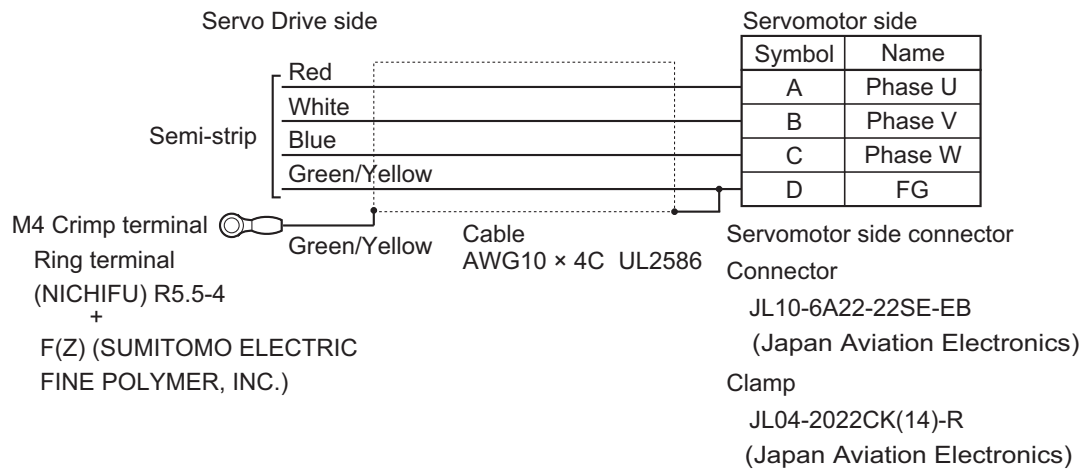 Servo Drive side
Servomotor side
Symbol Name
Red
A Phase U
White
B Phase V
Semi-strip
Blue
C Phase W
Green/Yellow
D FG
M4 Crimp terminal
Green/Yellow
Ring terminal
(NICHIFU) R5.5-4
+
F(Z) (SUMITOMO ELECTRIC
FINE POLYMER, INC.)
Cable
AWG10 × 4C UL2586
Servomotor side connector
Connector
JL10-6A22-22SE-EB
(Japan Aviation Electronics)
Clamp
JL04-2022CK(14)-R
(Japan Aviation Electronics)